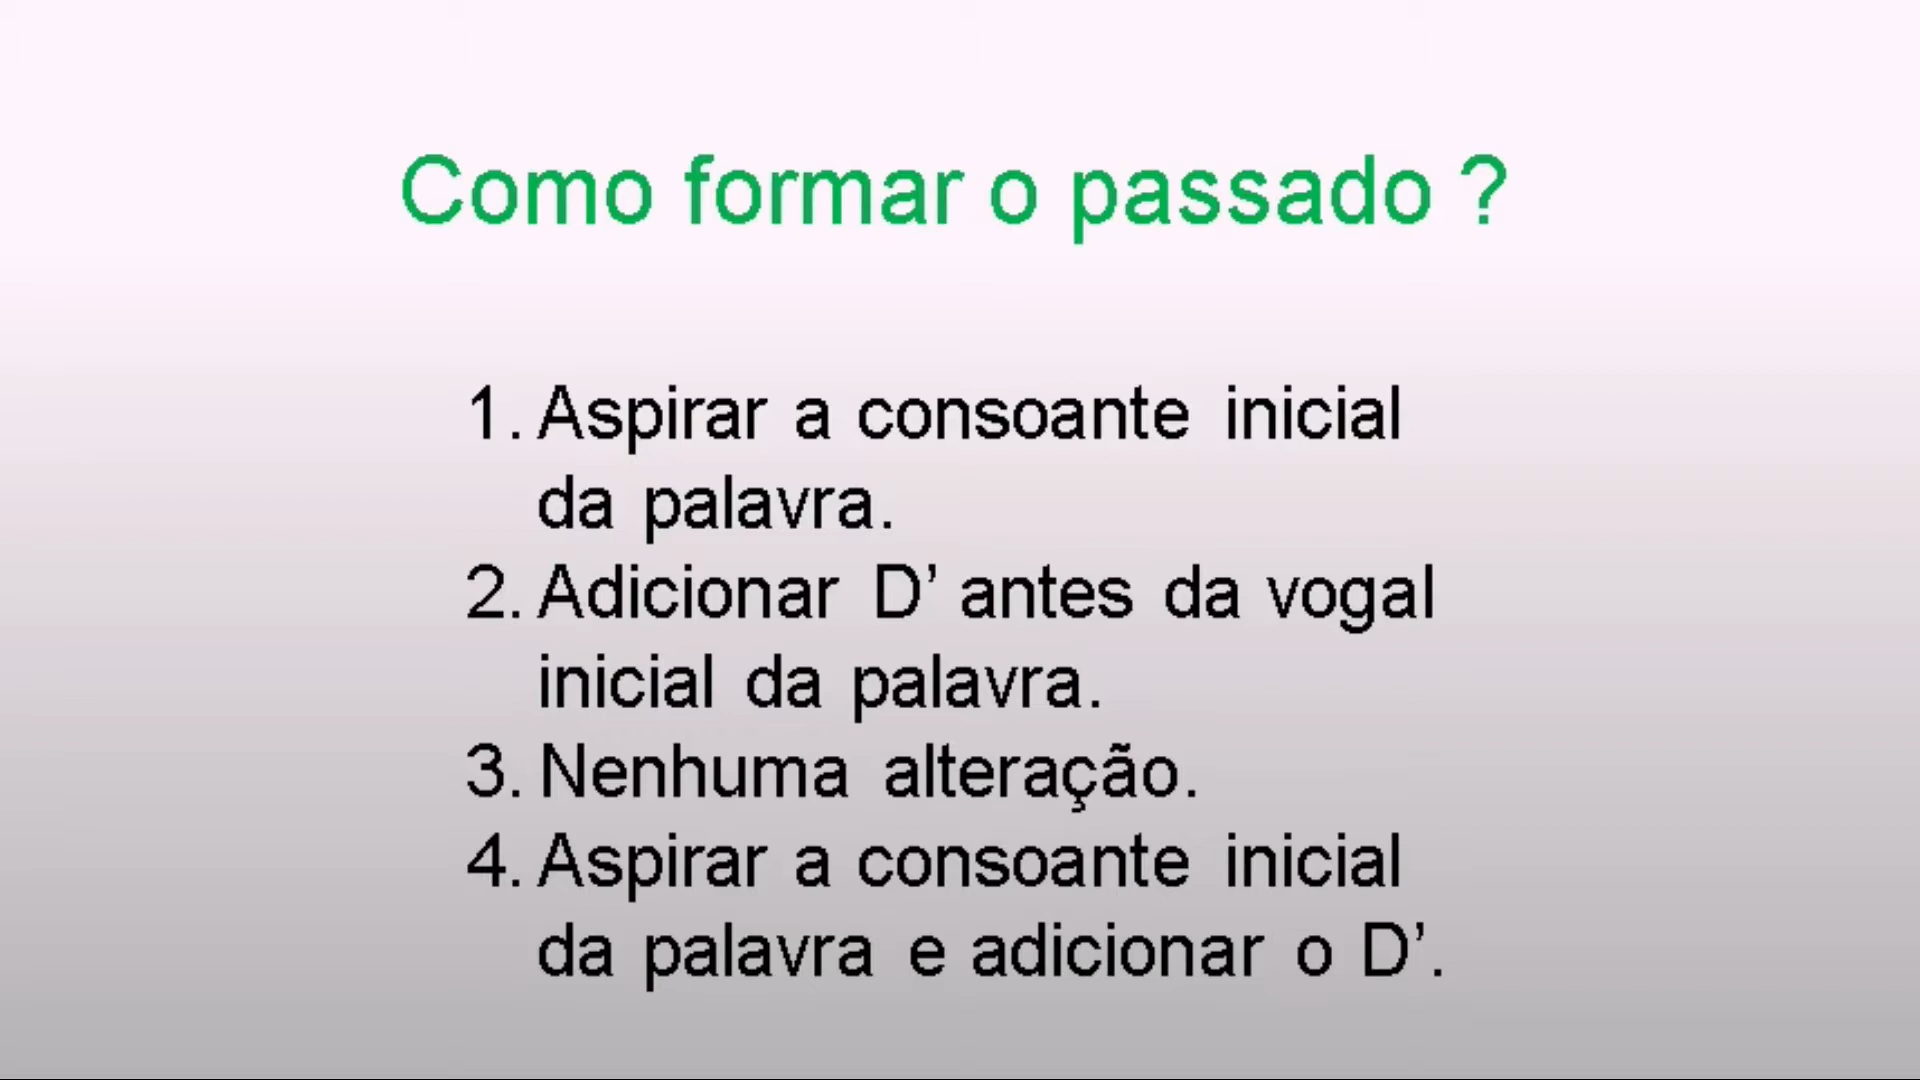 Como formar o passado ?
1. Aspirar a consoante inicial
da palavra.
2. Adicionar D’ antes da vogal
inicial da palavra.
3. Nenhuma alteração.
4. Aspirar a consoante inicial
da palavra e adicionar o D’.